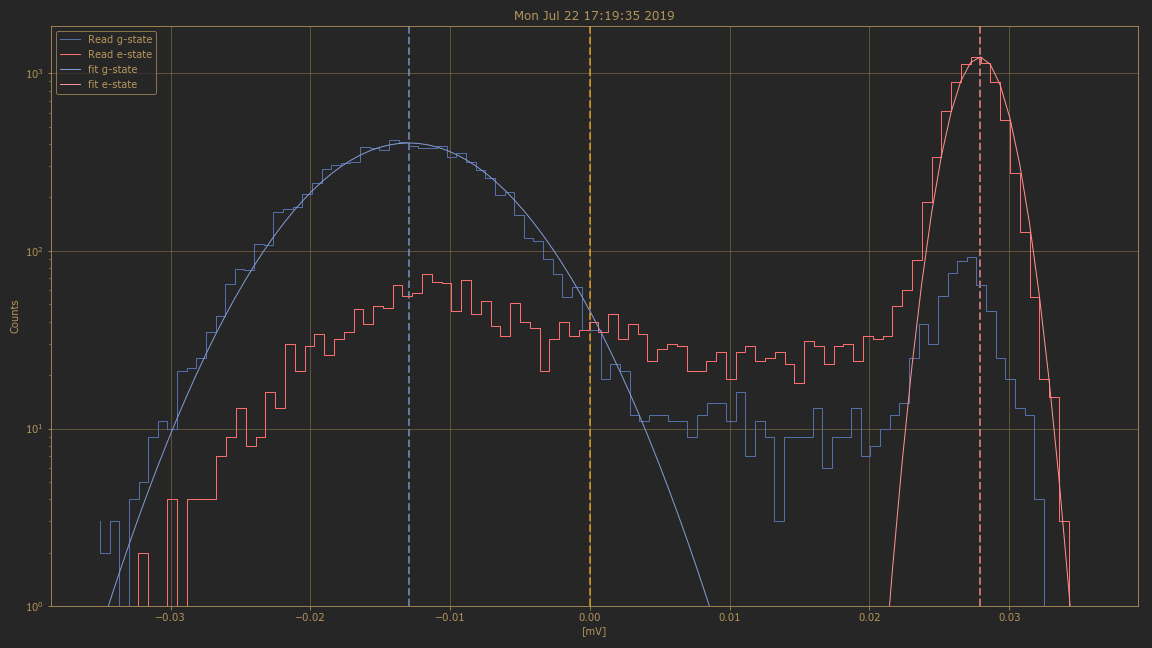 Mon Jul 22 17:19:35 2019
Read g-state
Read e-state
fit g-state
fit e-state
Counts
10³
10²
10¹
10⁰
−0.03
−0.02
−0.01
0.00
0.01
0.02
0.03
[mV]